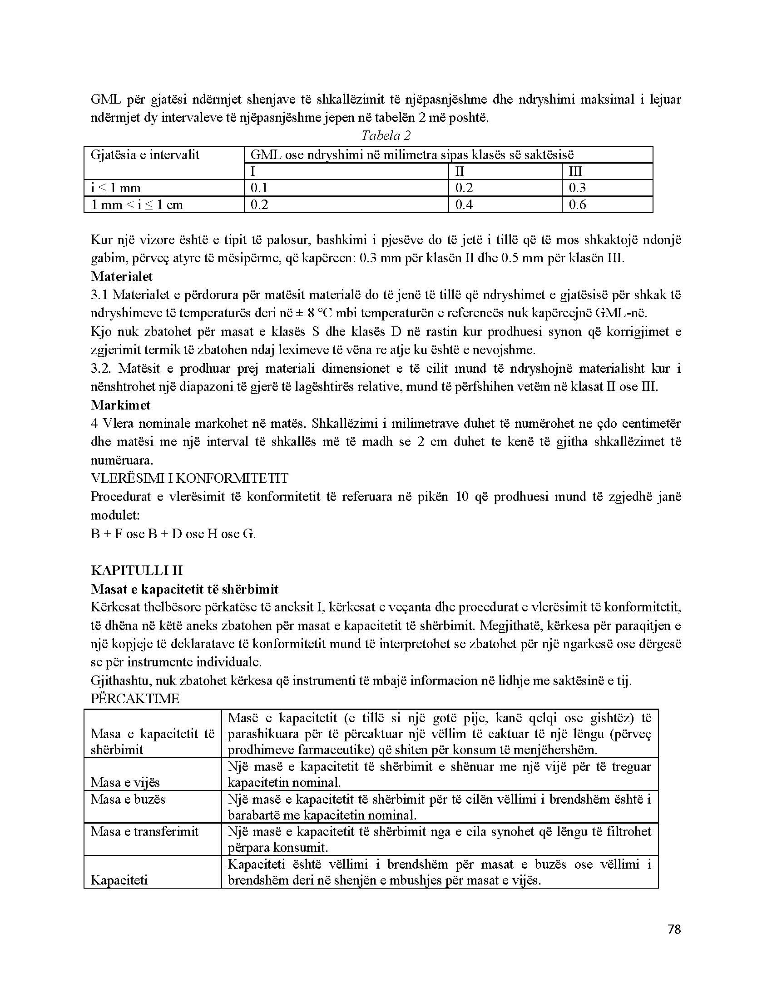 GML për gjatësi ndërmjet shenjave të shkallëzimit të njëpasnjëshme dhe ndryshimi maksimal i lejuar
ndërmjet dy intervaleve të njëpasnjëshme jepen në tabelën 2 më poshtë.
Tabela 2
Gjatësia e intervalit GML ose ndryshimi në milimetra sipas klasës së saktësisë
I II III
i ≤ 1 mm 0.1 0.2 0.3
1 mm < i ≤ 1 cm 0.2 0.4 0.6
Kur një vizore është e tipit të palosur, bashkimi i pjesëve do të jetë i tillë që të mos shkaktojë ndonjë
gabim, përveç atyre të mësipërme, që kapërcen: 0.3 mm për klasën II dhe 0.5 mm për klasën III.
Materialet
3.1 Materialet e përdorura për matësit materialë do të jenë të tillë që ndryshimet e gjatësisë për shkak të
ndryshimeve të temperaturës deri në ± 8 °C mbi temperaturën e referencës nuk kapërcejnë GML-në.
Kjo nuk zbatohet për masat e klasës S dhe klasës D në rastin kur prodhuesi synon që korrigjimet e
zgjerimit termik të zbatohen ndaj leximeve të vëna re atje ku është e nevojshme.
3.2. Matësit e prodhuar prej materiali dimensionet e të cilit mund të ndryshojnë materialisht kur i
nënshtrohet një diapazoni të gjerë të lagështirës relative, mund të përfshihen vetëm në klasat II ose III.
Markimet
4 Vlera nominale markohet në matës. Shkallëzimi i milimetrave duhet të numërohet ne çdo centimetër
dhe matësi me një interval të shkallës më të madh se 2 cm duhet te kenë të gjitha shkallëzimet të
numëruara.
VLERËSIMI I KONFORMITETIT
Procedurat e vlerësimit të konformitetit të referuara në pikën 10 që prodhuesi mund të zgjedhë janë
modulet:
B + F ose B + D ose H ose G.
KAPITULLI II
Masat e kapacitetit të shërbimit
Kërkesat thelbësore përkatëse të aneksit I, kërkesat e veçanta dhe procedurat e vlerësimit të konformitetit,
të dhëna në këtë aneks zbatohen për masat e kapacitetit të shërbimit. Megjithatë, kërkesa për paraqitjen e
një kopjeje të deklaratave të konformitetit mund të interpretohet se zbatohet për një ngarkesë ose dërgesë
se për instrumente individuale.
Gjithashtu, nuk zbatohet kërkesa që instrumenti të mbajë informacion në lidhje me saktësinë e tij.
PËRCAKTIME
Masë e kapacitetit (e tillë si një gotë pije, kanë qelqi ose gishtëz) të
Masa e kapacitetit të parashikuara për të përcaktuar një vëllim të caktuar të një lëngu (përveç
shërbimit prodhimeve farmaceutike) që shiten për konsum të menjëhershëm.
Një masë e kapacitetit të shërbimit e shënuar me një vijë për të treguar
Masa e vijës kapacitetin nominal.
Masa e buzës Një masë e kapacitetit të shërbimit për të cilën vëllimi i brendshëm është i
barabartë me kapacitetin nominal.
Masa e transferimit Një masë e kapacitetit të shërbimit nga e cila synohet që lëngu të filtrohet
përpara konsumit.
Kapaciteti është vëllimi i brendshëm për masat e buzës ose vëllimi i
Kapaciteti brendshëm deri në shenjën e mbushjes për masat e vijës.
78